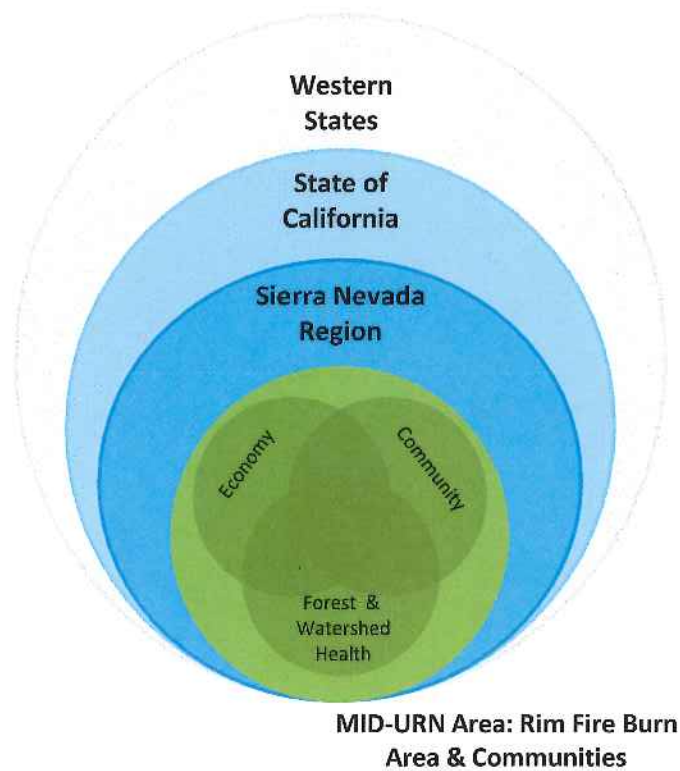 Western
States
State of
California
Sierra Nevada
Region
Economy
Community
Forest &
Watershed
Health
MID-URN Area: Rim Fire Burn
Area & Communities